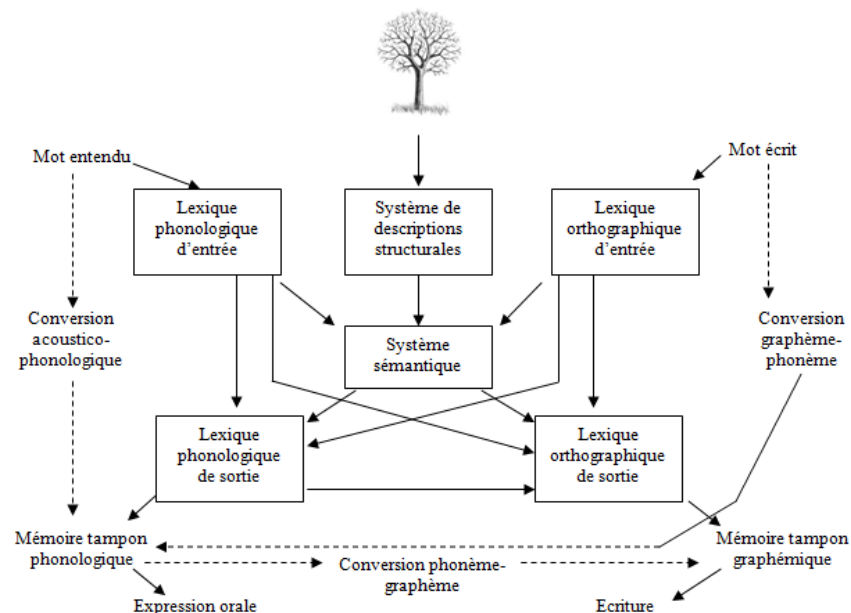 Mot entendu
Mot écrit
Lexique
phonologique
d'entrée
Système de
descriptions
structurales
Lexique
orthographique
d'entrée
Conversion
acoustico-
phonologique
Système
sémantique
Conversion
graphème-
phonème
Lexique
phonologique
de sortie
Lexique
orthographique
de sortie
Mémoire tampon
phonologique
Conversion phonème-
graphème
Mémoire tampon
graphémique
Expression orale
Ecriture